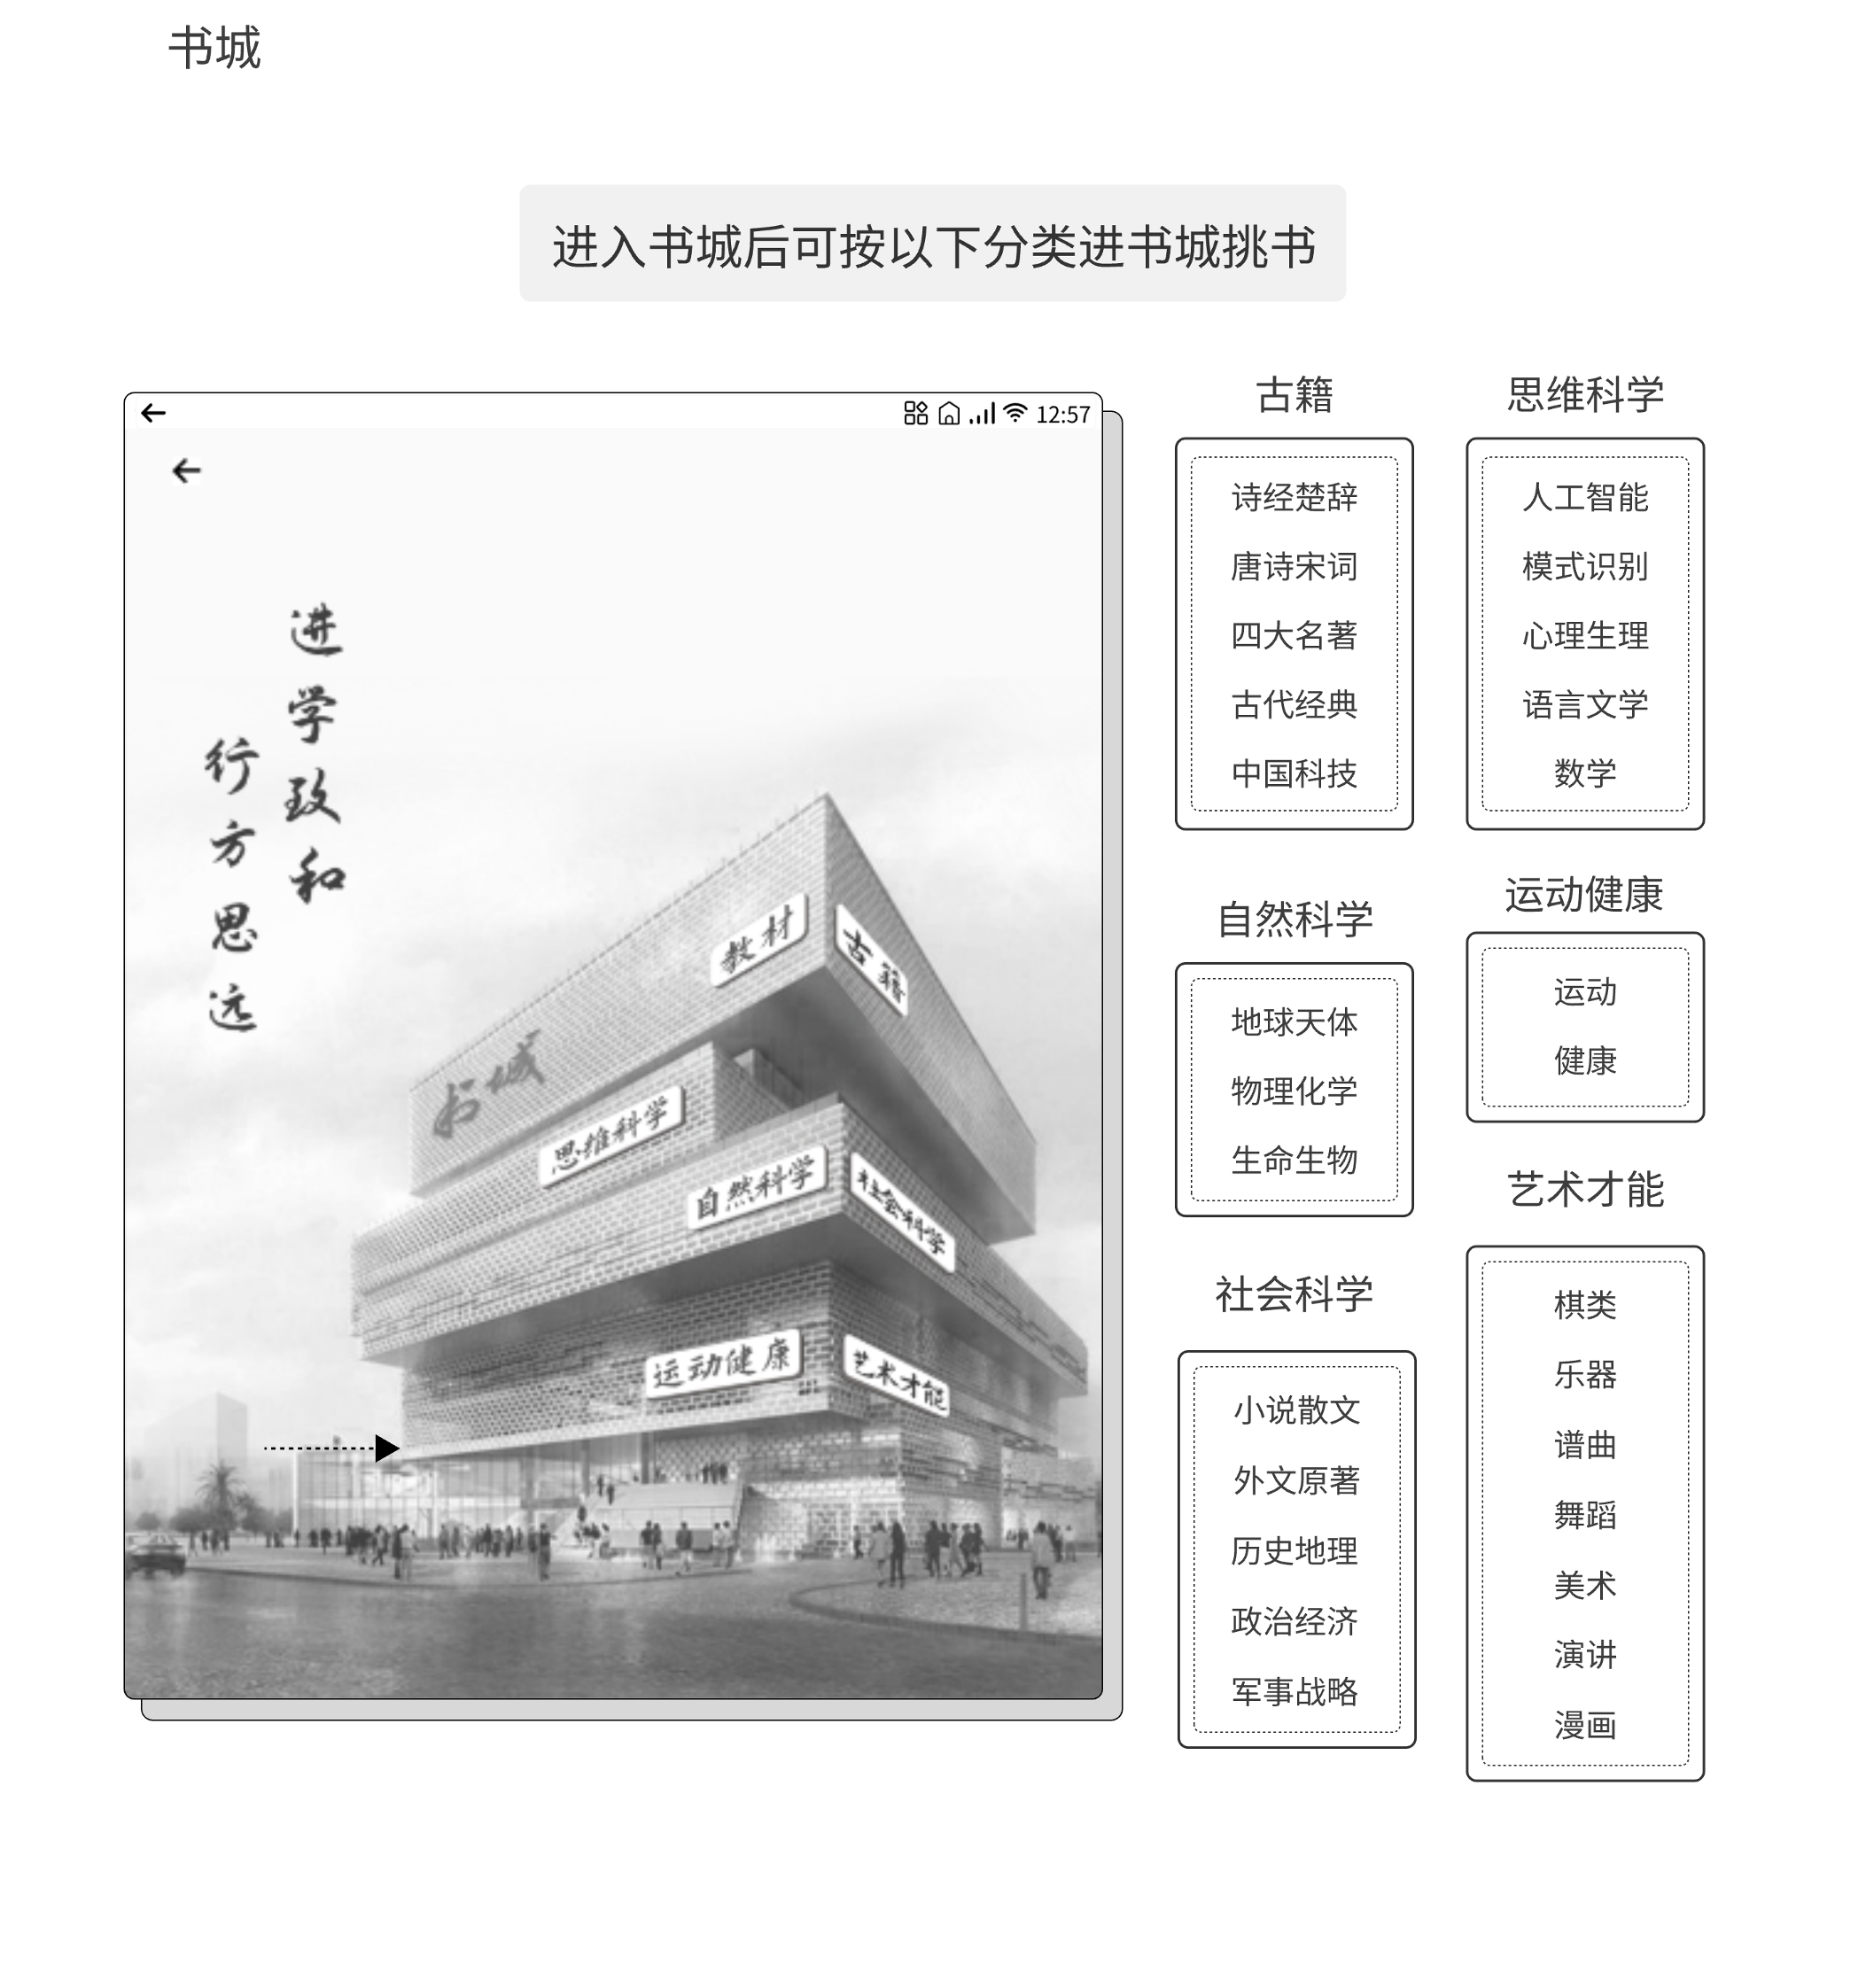 书城
进入书城后可按以下分类进书城挑书
12:57
进学致和
行方思远
教材
古籍
书城
思维科学
自然科学
社会科学
运动健康
艺术才能
古籍
诗经楚辞
唐诗宋词
四大名著
古代经典
中国科技
自然科学
地球天体
物理化学
生命生物
社会科学
小说散文
外文原著
历史地理
政治经济
军事战略
思维科学
人工智能
模式识别
心理生理
语言文学
数学
运动健康
运动
健康
艺术才能
棋类
乐器
谱曲
舞蹈
美术
演讲
漫画